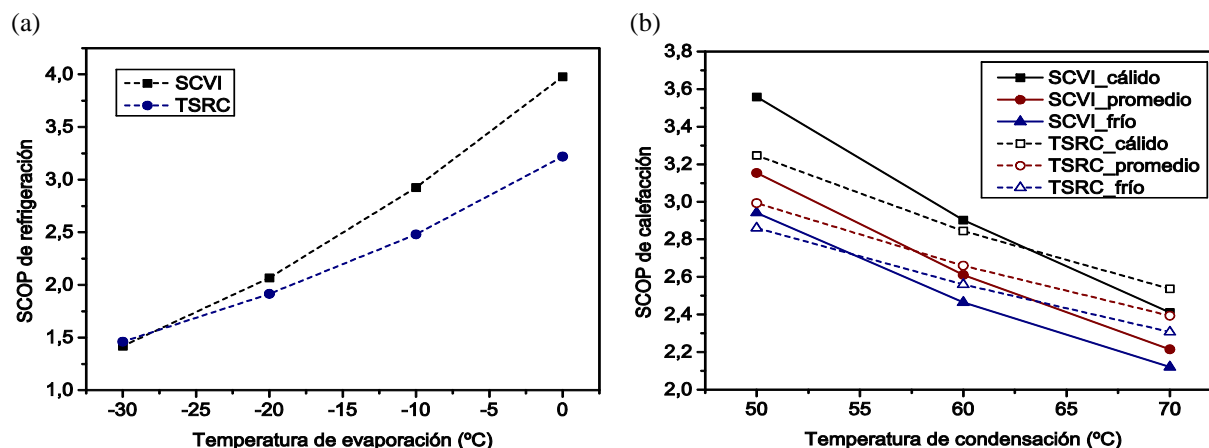 (a)
SCOP de refrigeración
4,0
3,5
3,0
2,5
2,0
1,5
1,0
SCVI
TSRC
-30 -25 -20 -15 -10 -5 0
Temperatura de evaporación (ºC)
(b)
SCOP de calefacción
3,8
3,6
3,4
3,2
3,0
2,8
2,6
2,4
2,2
2,0
SCVI_cálido
SCVI_promedio
SCVI_frío
TSRC_cálido
TSRC_promedio
TSRC_frío
50 55 60 65 70
Temperatura de condensación (ºC)